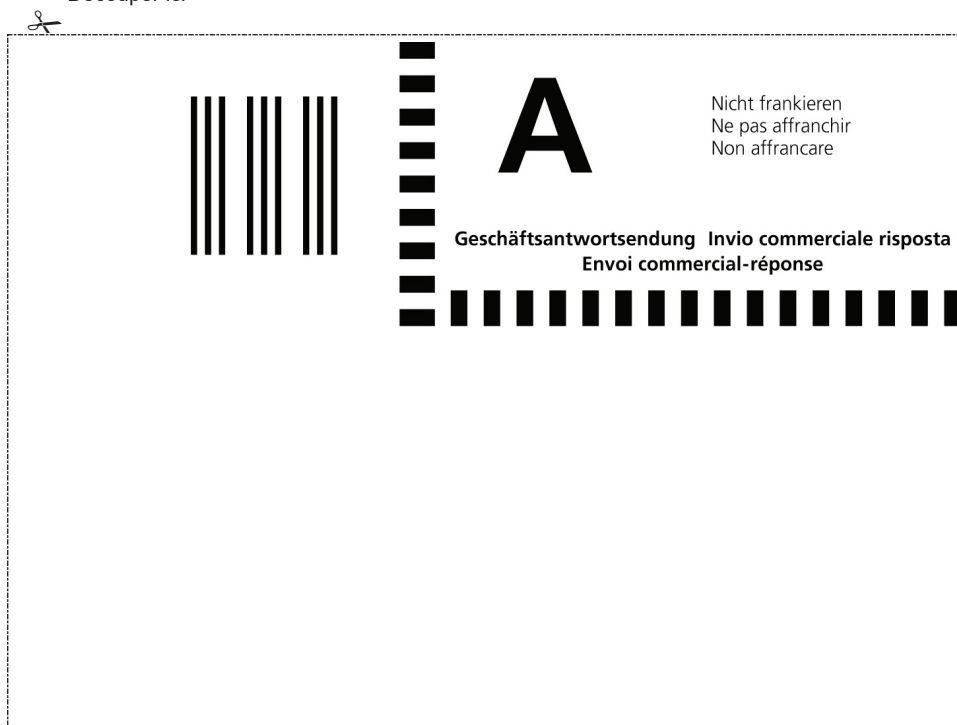 A
Nicht frankieren
Ne pas affranchir
Non affrancare
Geschäftsantwortsendung Invio commerciale risposta
Envoi commercial-réponse